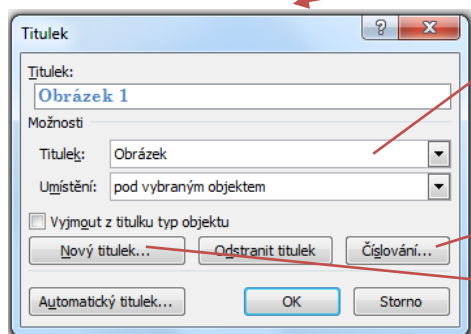 Titulek
Titulek:
Obrázek 1
Možnosti
Titulek: Obrázek
Umístění: pod vybraným objektem
Vyjmout z titulku typ objektu
Nový titulek... Odstranit titulek Číslování...
Automatický titulek... OK Storno